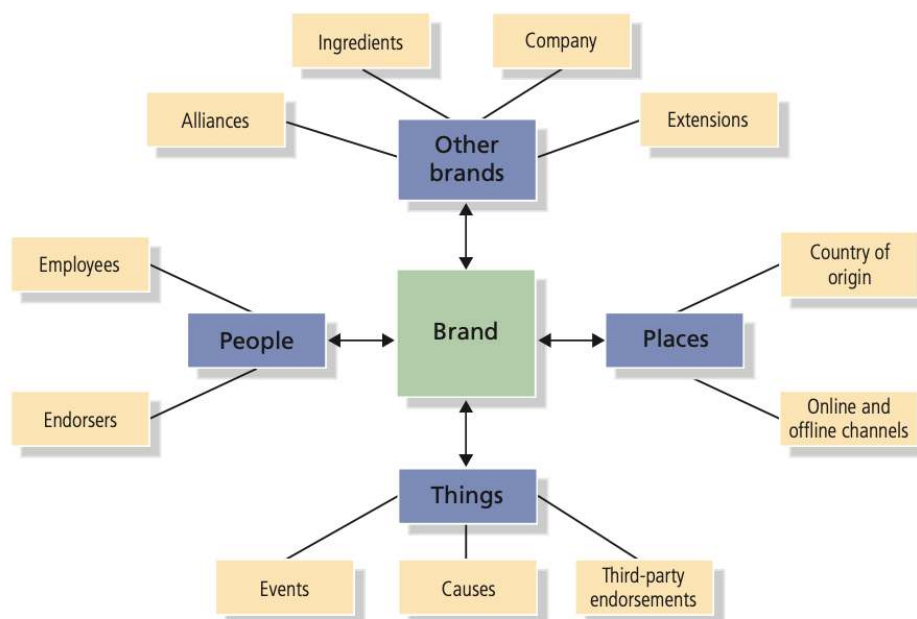 Ingredients
Company
Alliances
Extensions
Other
brands
Employees
Country of
origin
People
Brand
Places
Endorsers
Online and
offline channels
Things
Events
Causes
Third-party
endorsements